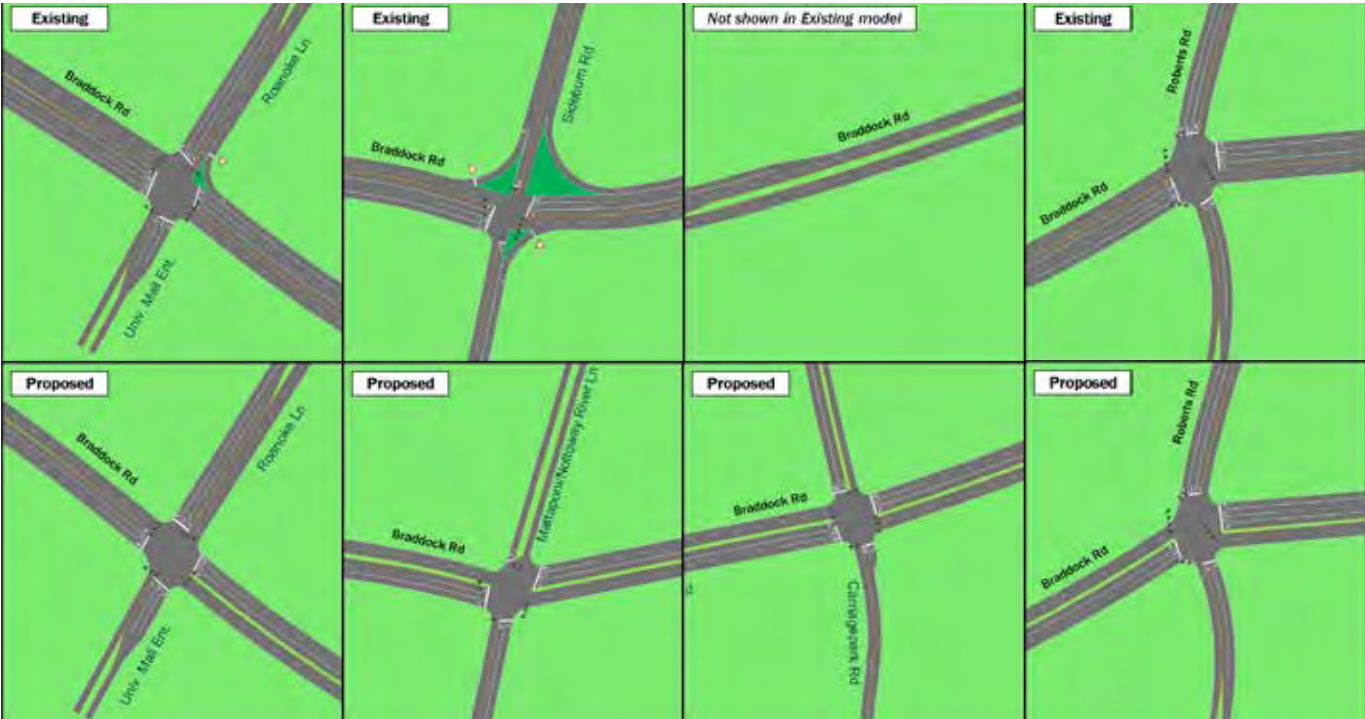 Existing
Braddock Rd
Roanoke Ln
Univ. Mall Ent.
Existing
Braddock Rd
Sideburn Rd
Not shown in Existing model
Braddock Rd
Existing
Roberts Rd
Braddock Rd
Proposed
Braddock Rd
Roanoke Ln
Univ. Mall Ent.
Proposed
Braddock Rd
Mattaponi/Nottoway River Ln
Proposed
Braddock Rd
Carriagepark Rd
Proposed
Roberts Rd
Braddock Rd